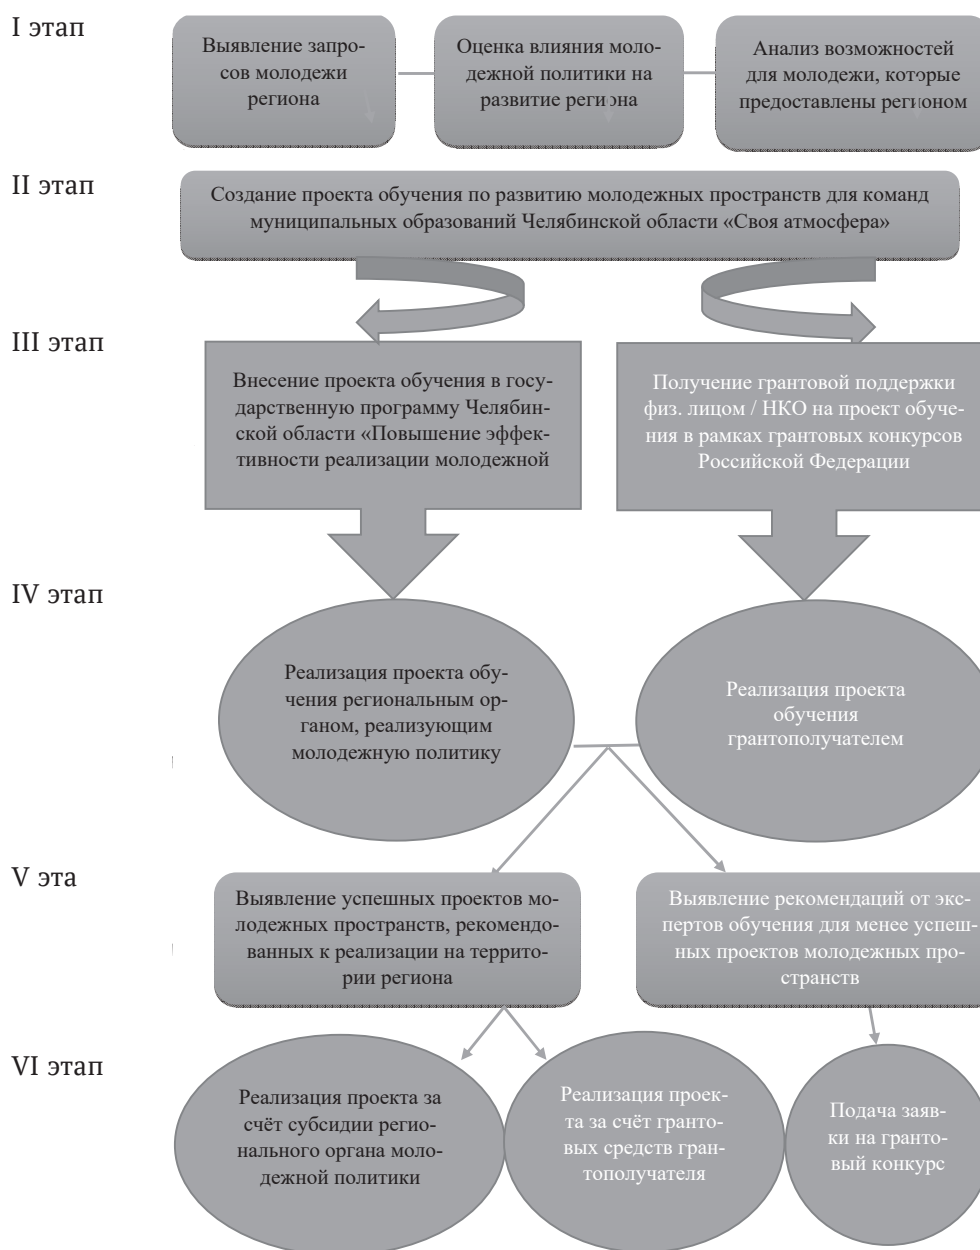 I этап
Выявление запро-
сов молодежи
региона
Оценка влияния моло-
дежной политики на
развитие региона
Анализ возможностей
для молодежи, которые
предоставлены регионом
II этап
Создание проекта обучения по развитию молодежных пространств для команд
муниципальных образований Челябинской области «Своя атмосфера»
III этап
Внесение проекта обучения в госу-
дарственную программу Челябин-
ской области «Повышение эффек-
тивности реализации молодежной
Получение грантовой поддержки
физ. лицом / НКО на проект обуче-
ния в рамках грантовых конкурсов
Российской Федерации
IV этап
Реализация проекта обу-
чения региональным ор-
ганом, реализующим
молодежную политику
Реализация проекта
обучения
грантополучателем
V эта
Выявление успешных проектов мо-
лодежных пространств, рекомендо-
ванных к реализации на террито-
рии региона
Выявление рекомендаций от экс-
пертов обучения для менее успеш-
ных проектов молодежных про-
странств
VI этап
Реализация проекта за
счёт субсидии регио-
нального органа моло-
дежной политики
Реализация проек-
та за счёт гранто-
вых средств гран-
тополучателя
Подача заяв-
ки на гранто-
вый конкурс